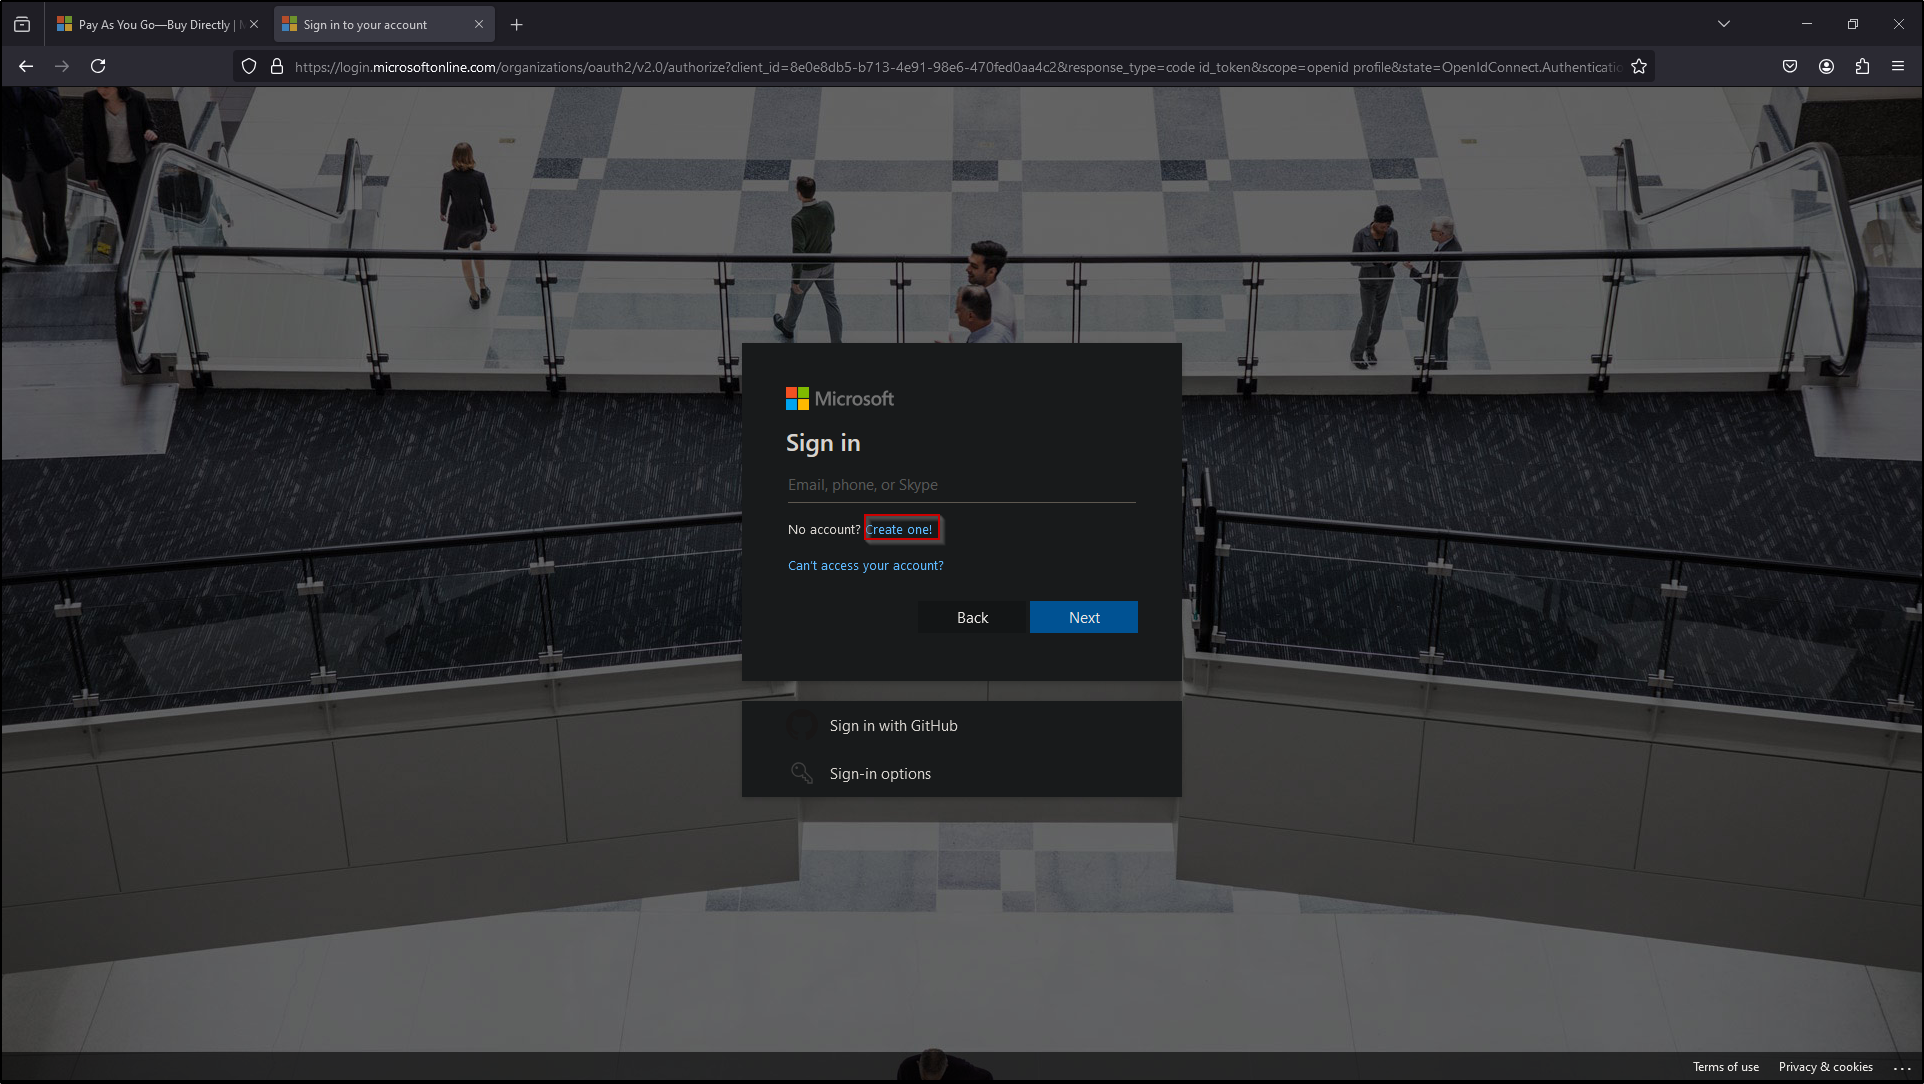 Pay As You Go—Buy Directly |
Sign in to your account
https://login.microsoftonline.com/organizations/oauth2/v2.0/authorize?client_id=8e0e8db5-b713-4e91-98e6-470fed0aa4c2&response_type=code id_token&scope=openid profile&state=OpenIdConnect.Authenticatio
Microsoft
Sign in
Email, phone, or Skype
No account? Create one!
Can't access your account?
Back
Next
Sign in with GitHub
Sign-in options
Terms of use
Privacy & cookies
...